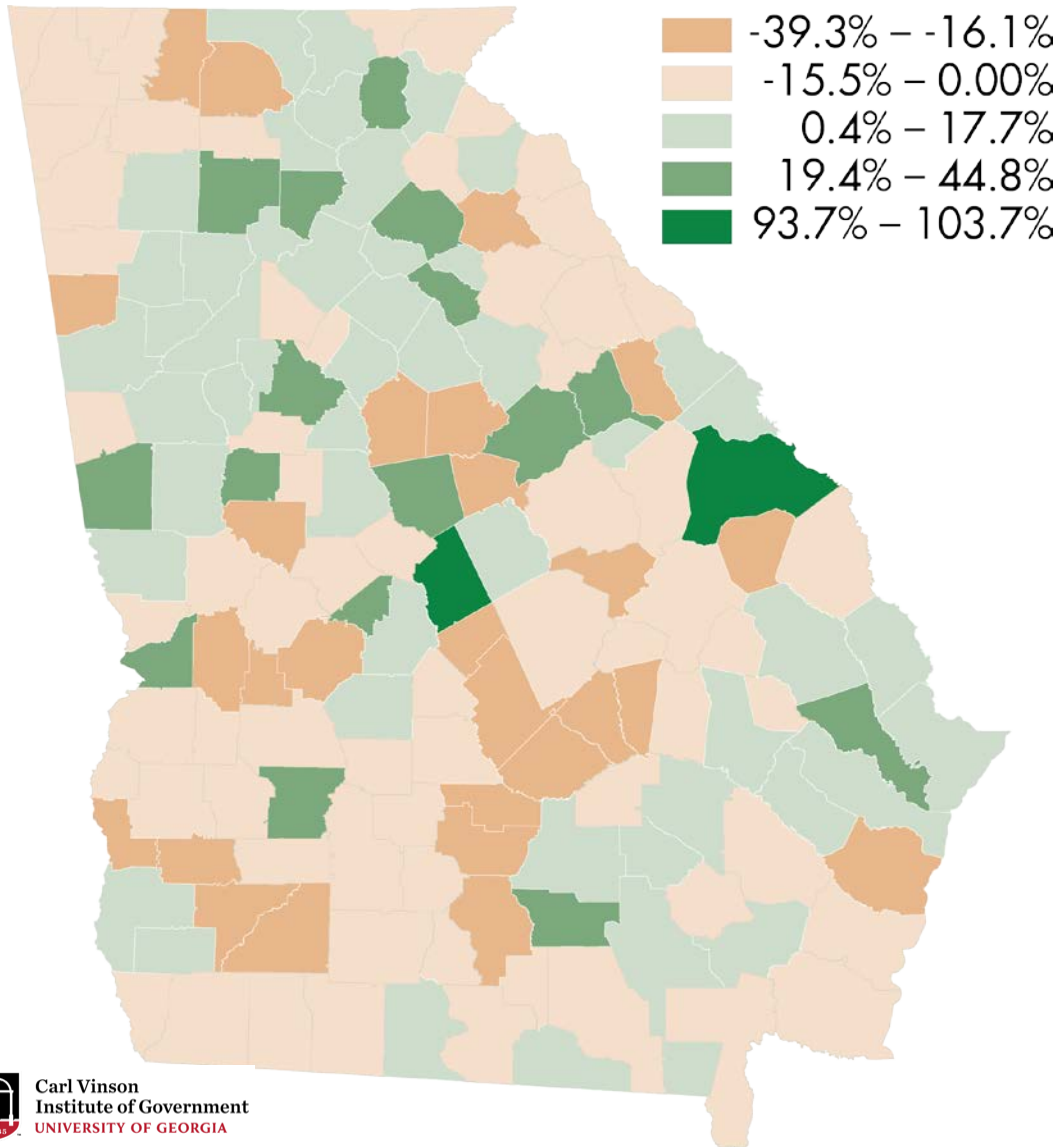 -39.3% – -16.1%
-15.5% – 0.00%
0.4% – 17.7%
19.4% – 44.8%
93.7% – 103.7%
Carl Vinson
Institute of Government
UNIVERSITY OF GEORGIA